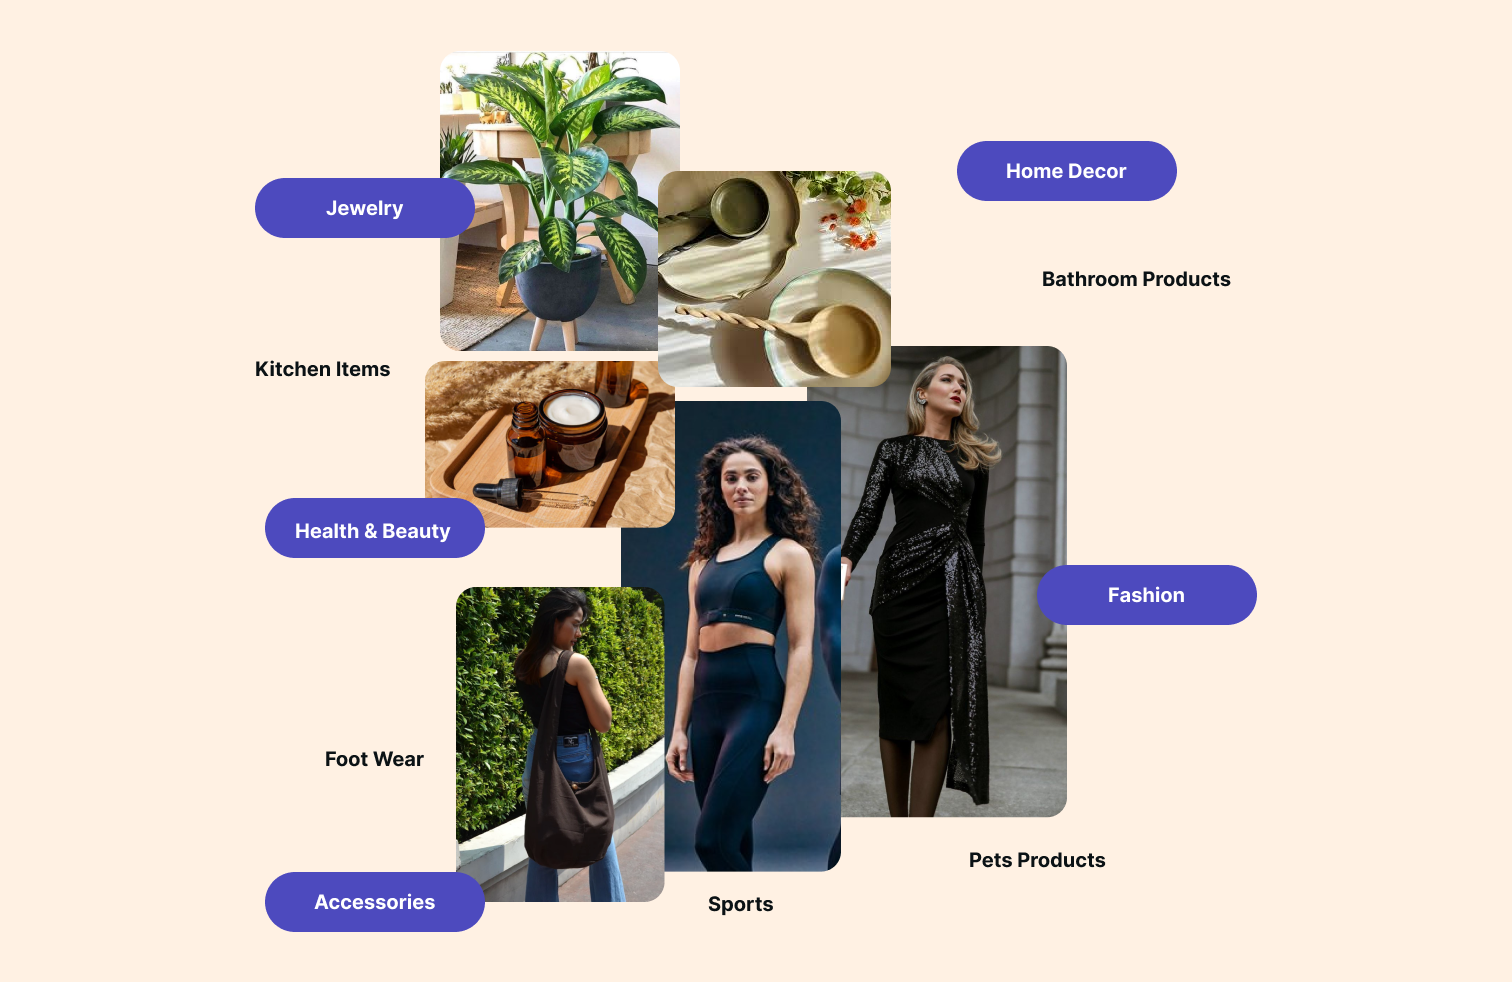 Home Decor
Jewelry
Bathroom Products
Kitchen Items
Health & Beauty
Fashion
Foot Wear
Pets Products
Accessories
Sports